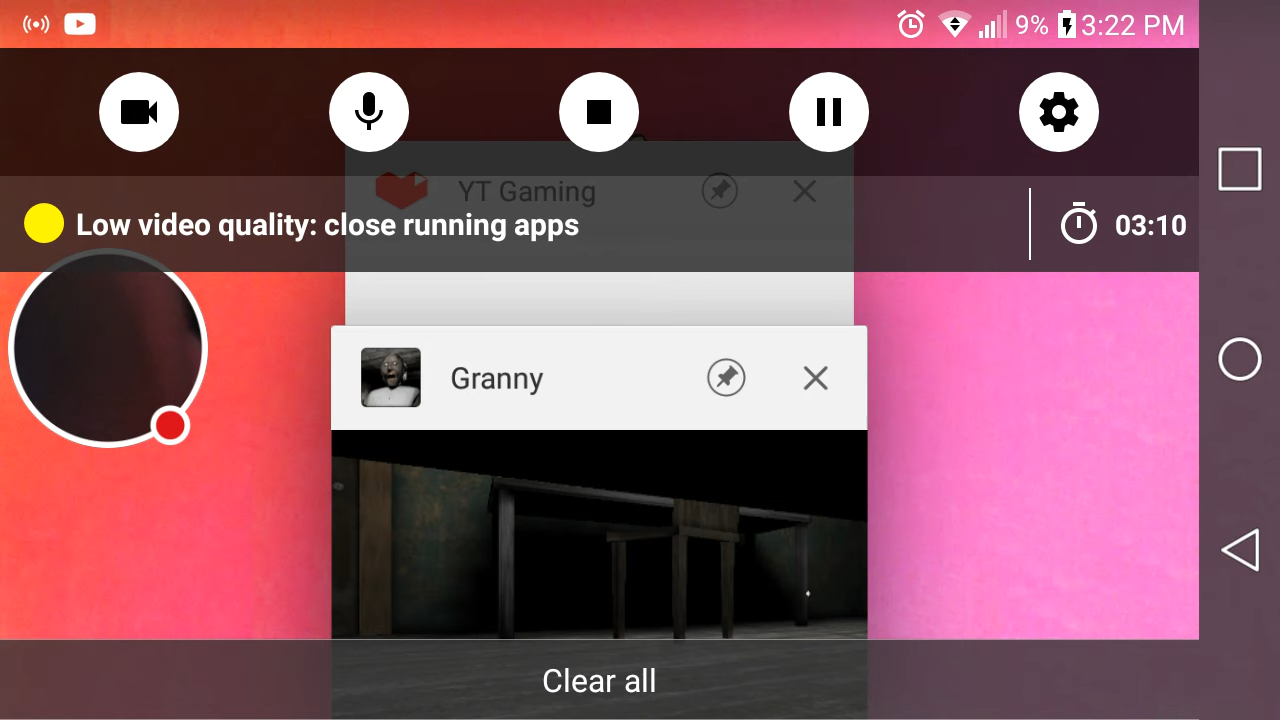 9% 3:22 PM
YT Gaming
Low video quality: close running apps
03:10
Granny
Clear all